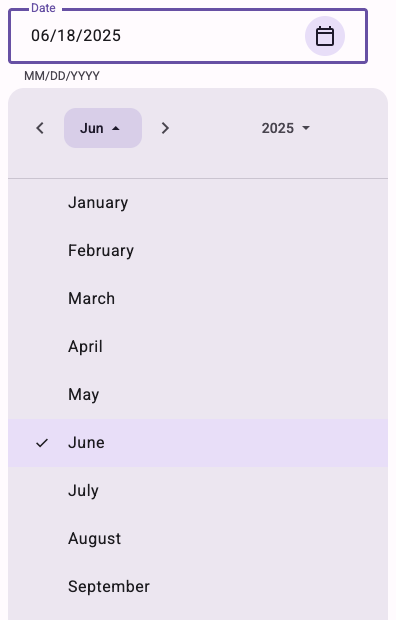 Date
06/18/2025
MM/DD/YYYY
Jun 2025
January
February
March
April
May
June
July
August
September